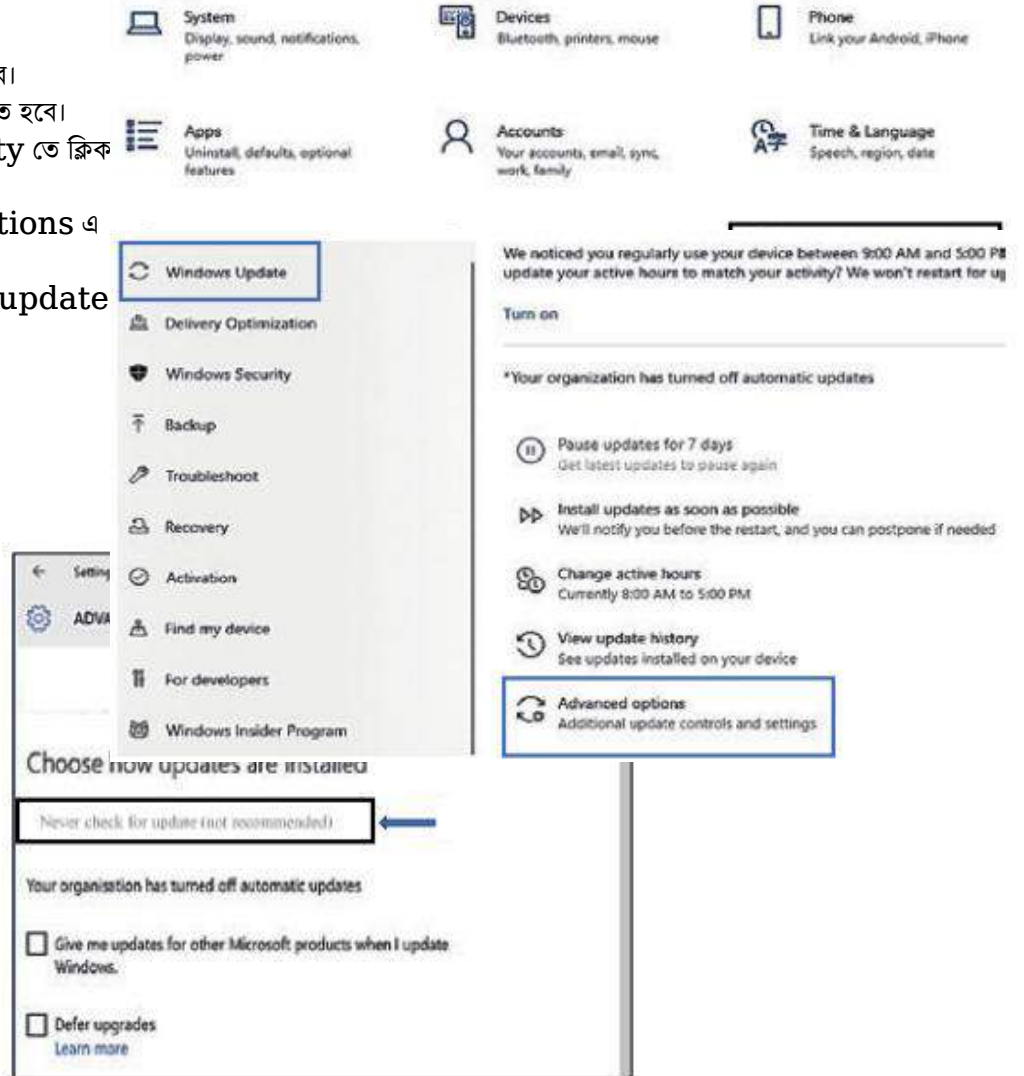 System
Display, sound, notifications,
power
Devices
Bluetooth, printers, mouse
Phone
Link your Android, iPhone
ত হবে।
Apps
Uninstall, defaults, optional
features
Accounts
Your accounts, email, sync,
work, family
Time & Language
Speech, region, date
ty তে ক্লিক
tions এ
update
Windows Update
Delivery Optimization
Windows Security
Backup
Troubleshoot
Recovery
Activation
Find my device
For developers
Windows Insider Program
We noticed you regularly use your device between 9:00 AM and 5:00 PM
update your active hours to match your activity? We won't restart for up
Turn on
*Your organization has turned off automatic updates
Pause updates for 7 days
Get latest updates to pause again
Install updates as soon as possible
We'll notify you before the restart, and you can postpone if needed
Change active hours
Currently 8:00 AM to 5:00 PM
View update history
See updates installed on your device
Advanced options
Additional update controls and settings
Setting
ADVA
Choose how updates are installed
Never check for update (not recommended)
Your organisation has turned off automatic updates
Give me updates for other Microsoft products when I update
Windows.
Defer upgrades
Learn more